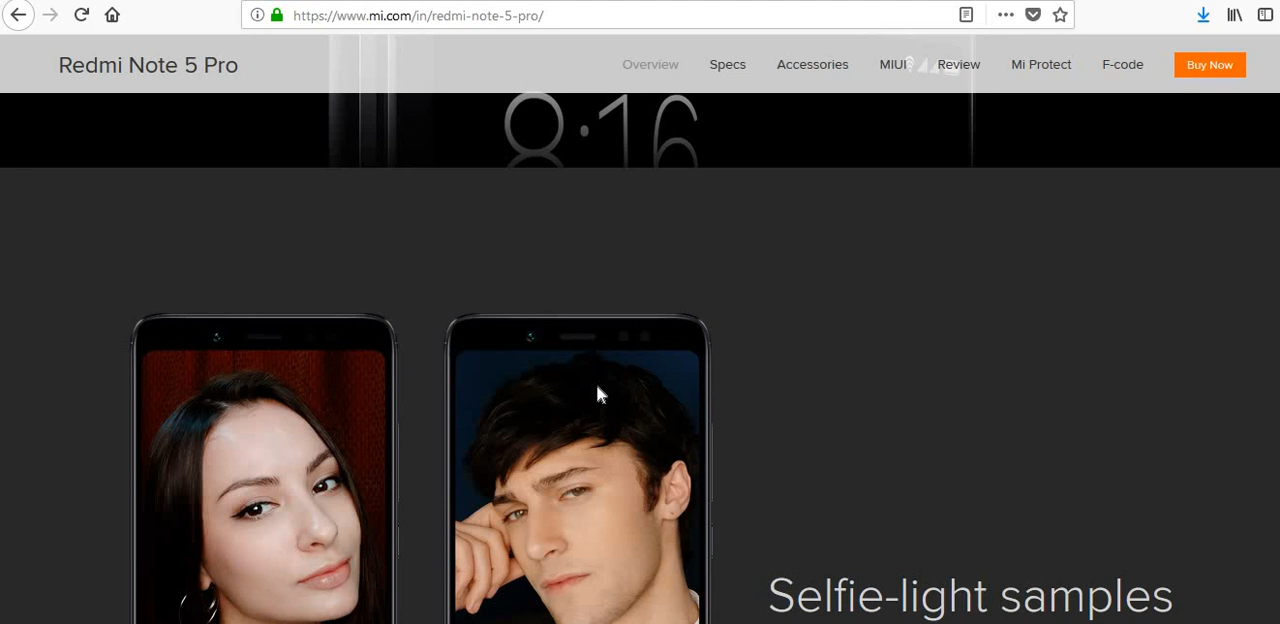 https://www.mi.com/in/redmi-note-5-pro/
Redmi Note 5 Pro
Overview Specs Accessories MIUI Review Mi Protect F-code Buy Now
8:16
Selfie-light samples